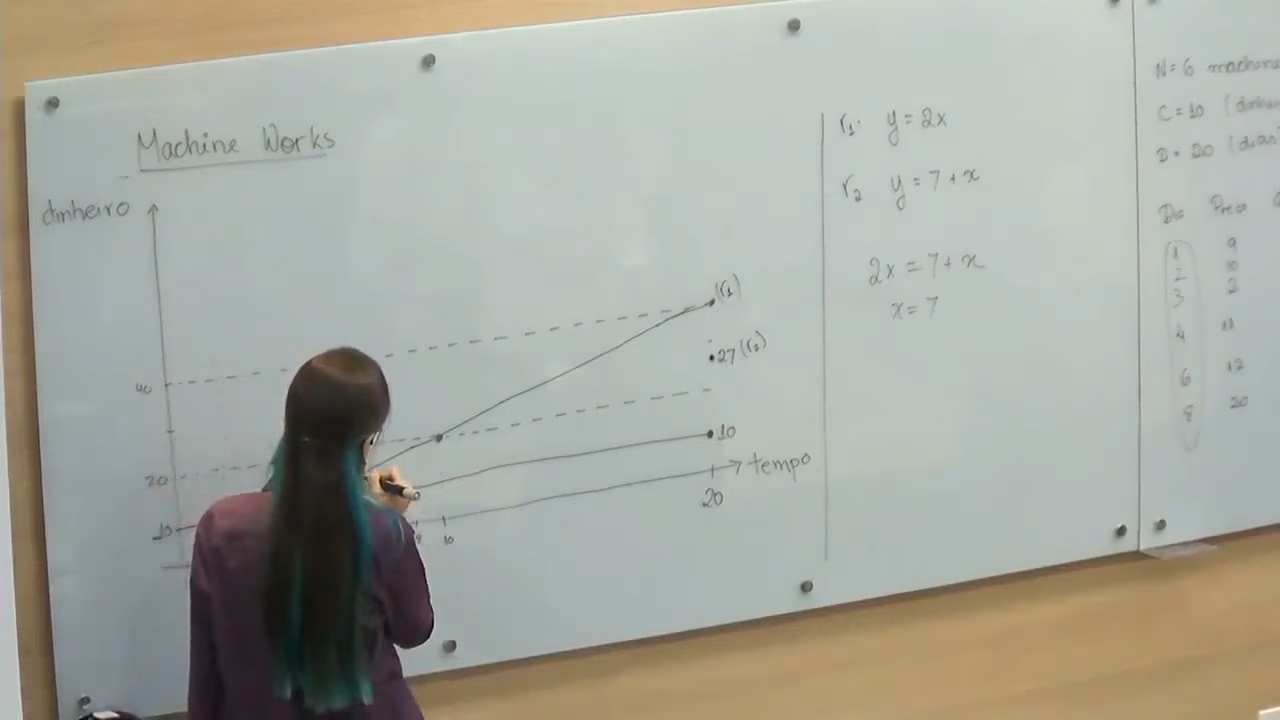 Machine Works
dinheiro
40
20
10
(r1)
27 (r2)
10
tempo
10
20
r1. y = 2x
r2 y = 7 + x
2x = 7 + x
x = 7
N = 6
C = 10
D = 20 (dias
Dia
1 9
2 10
3 2
4 11
6 12
8 20